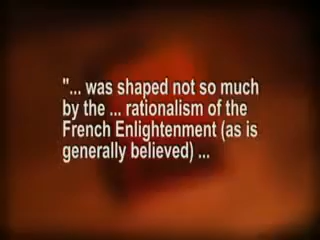 "... was shaped not so much
by the ... rationalism of the
French Enlightenment (as is
generally believed) ...